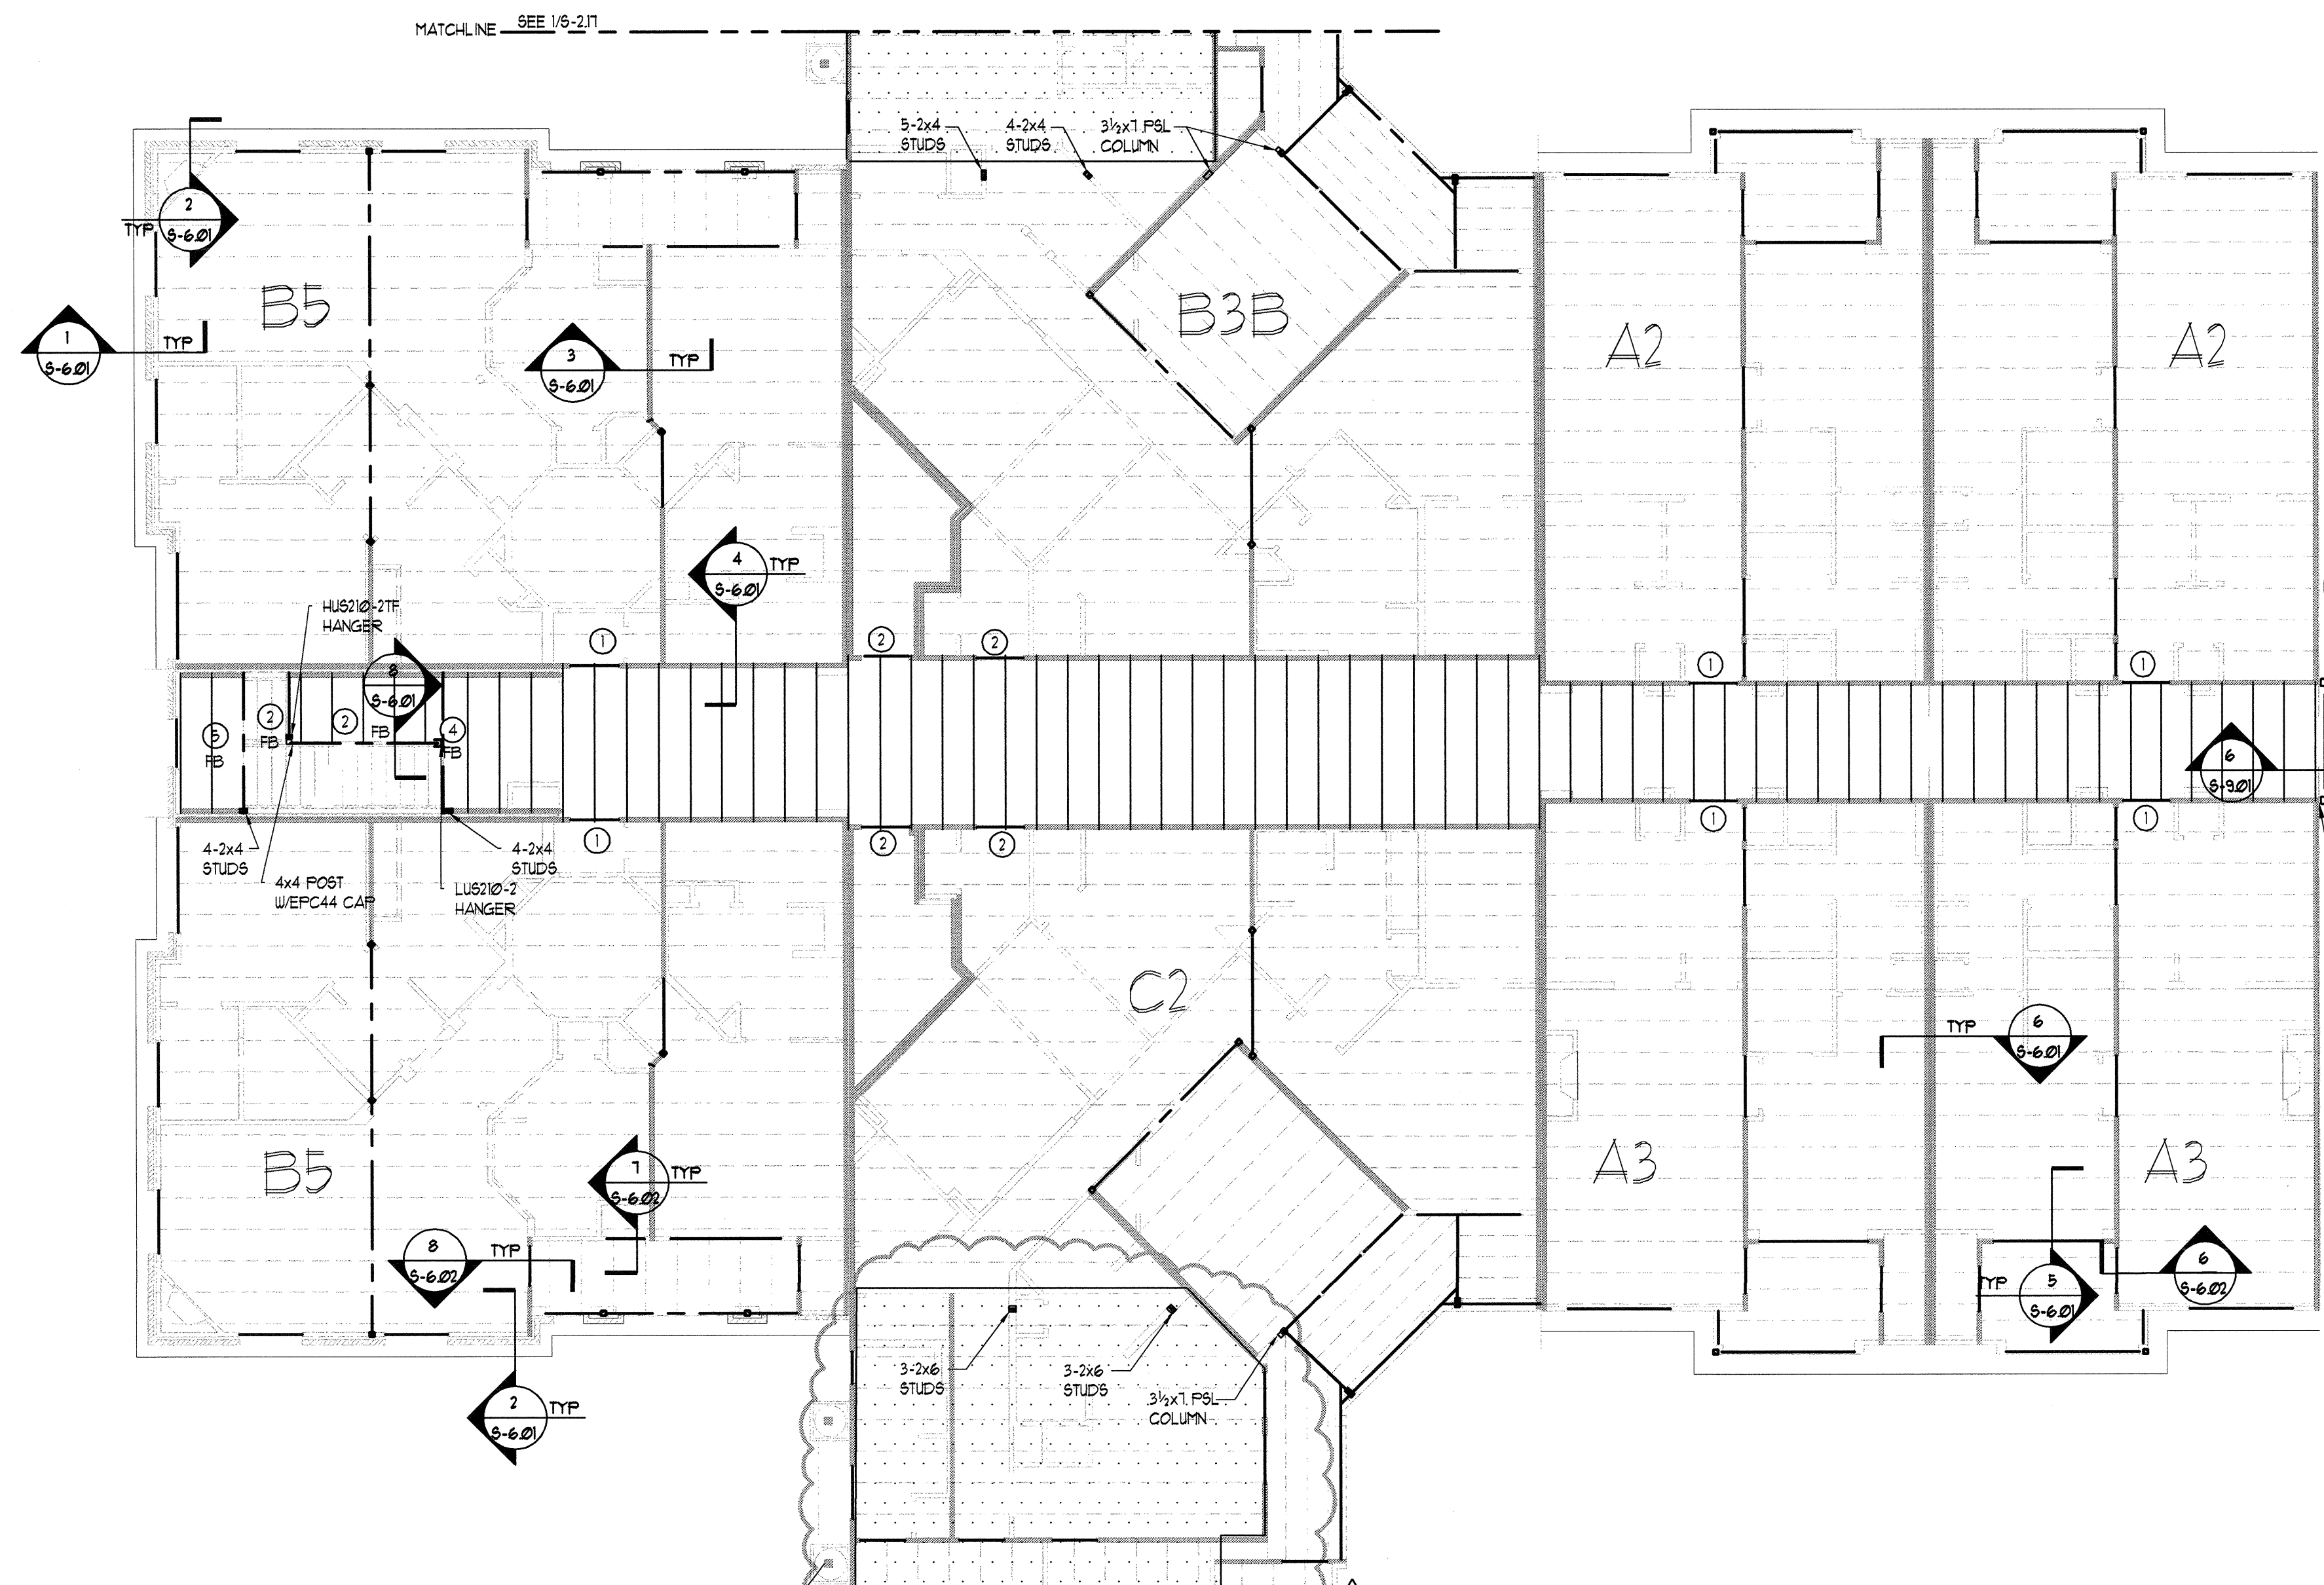 MATCHLINE SEE 1/S-2.17
5-2x4
STUDS
4-2x4
STUDS
3½x7 PSL
COLUMN
2
TYP
S-6.01
B5
1
TYP
S-6.01
3
TYP
S-6.01
B3B
A2
A2
4
TYP
S-6.01
HUS210-2TF
HANGER
1
2
2
1
1
8
S-6.01
5
FB
2
FB
2
FB
4
FB
6
S-9.01
1
2
2
1
1
4-2x4
STUDS
4x4 POST
W/EPC44 CAP
4-2x4
STUDS
LUS210-2
HANGER
C2
TYP
6
S-6.01
B5
7
TYP
S-6.02
A3
A3
8
TYP
S-6.02
TYP
5
S-6.01
6
S-6.02
3-2x6
STUDS
3-2x6
STUDS
3½x7 PSL
COLUMN
2
TYP
S-6.01